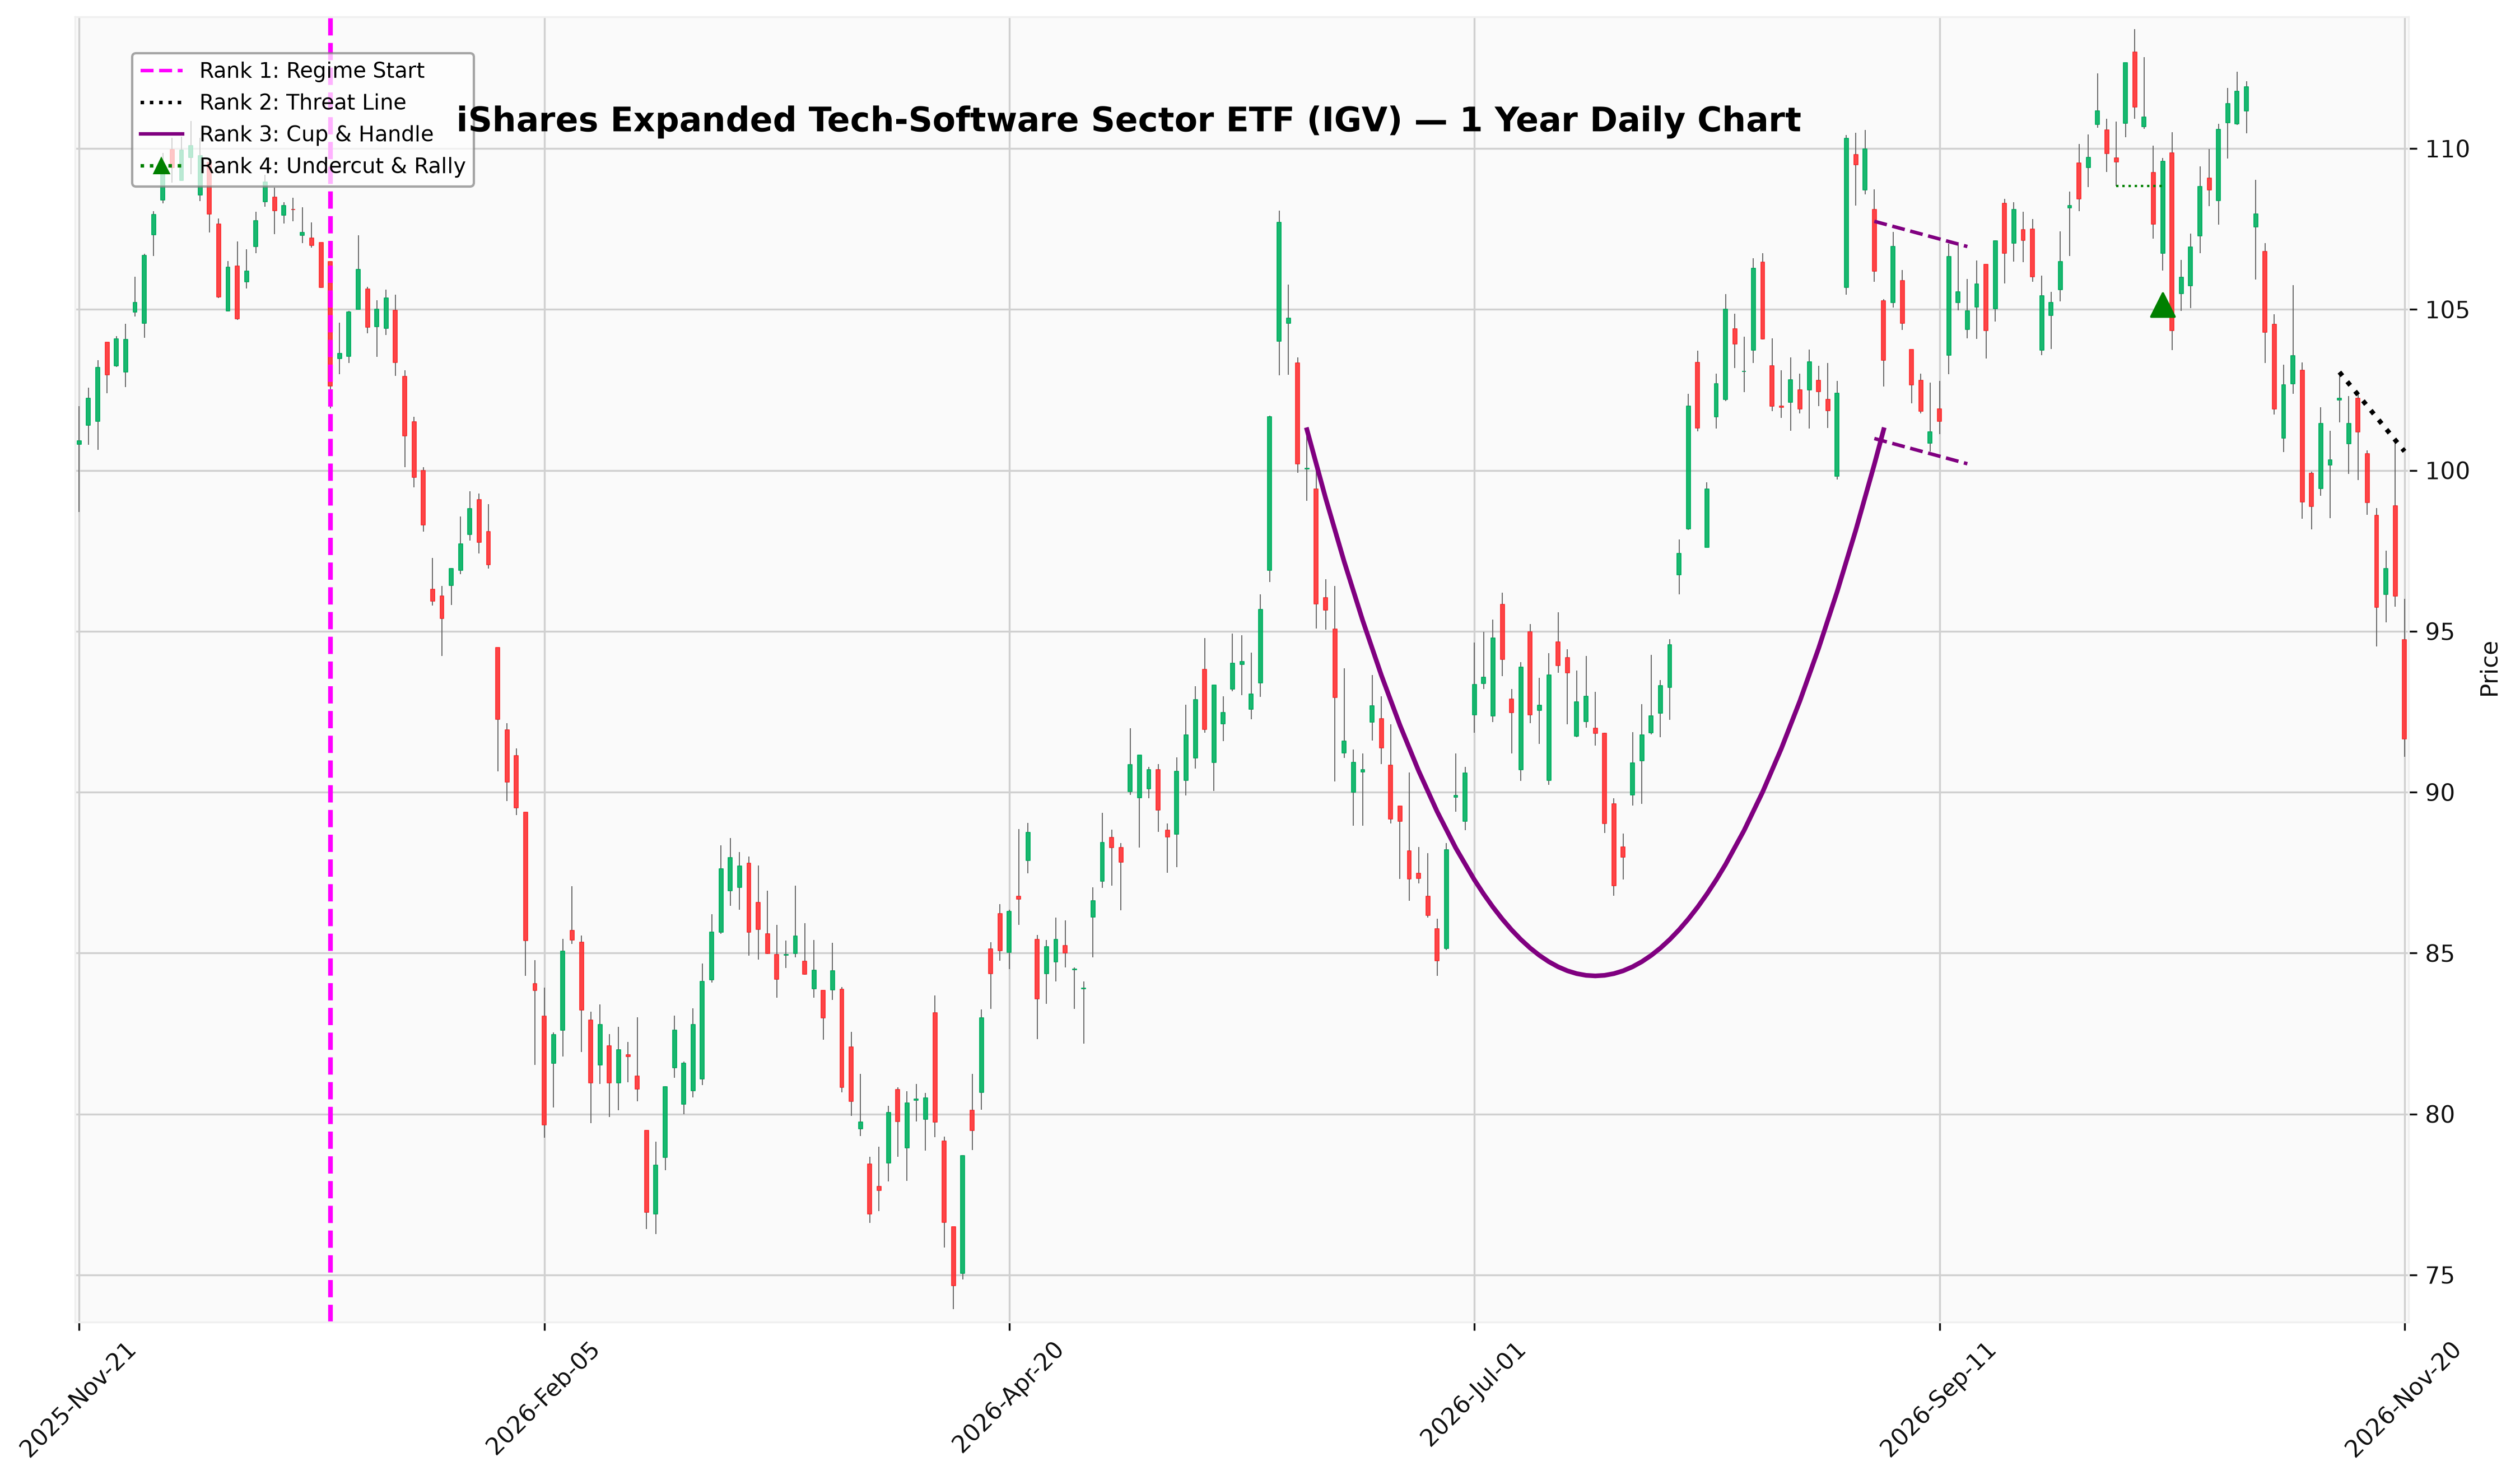 iShares Expanded Tech-Software Sector ETF (IGV) — 1 Year Daily Chart
Rank 1: Regime Start
Rank 2: Threat Line
Rank 3: Cup & Handle
Rank 4: Undercut & Rally
110
105
100
95
90
85
80
75
Price
2025-Nov-21
2026-Feb-05
2026-Apr-20
2026-Jul-01
2026-Sep-11
2026-Nov-20